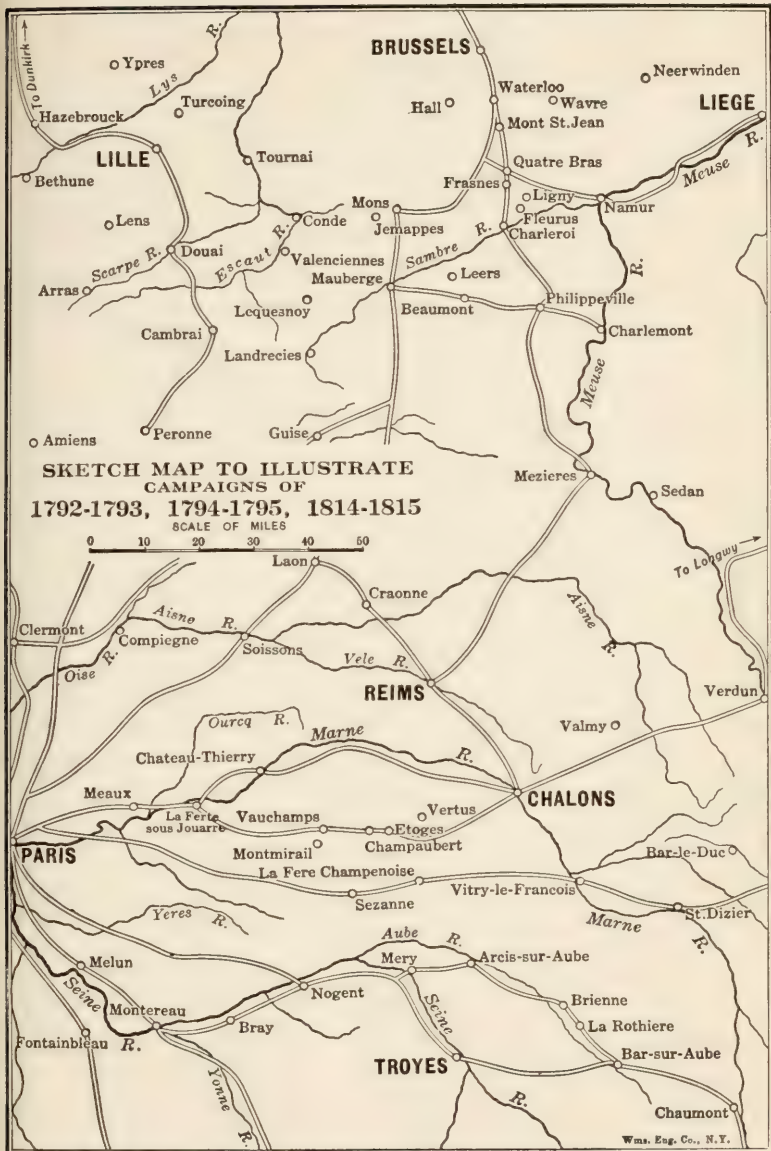 To Dunkirk
Ypres
Lys R.
BRUSSELS
Neerwinden
Hazebrouck
Turcoing
Hall
Waterloo
Wavre
LIEGE
Mont St. Jean
LILLE
Tournai
Quatre Bras
Meuse R.
Bethune
Frasnes
Mons
Ligny
Namur
Lens
Conde
Jemappes
Fleurus
Charleroi
Scarpe R.
Douai
Escaut R.
Valenciennes
Sambre R.
Leers
R.
Arras
Mauberge
Lequesnoy
Beaumont
Philippeville
Cambrai
Charlemont
Landrecies
Meuse
Amiens
Peronne
Guise
SKETCH MAP TO ILLUSTRATE
CAMPAIGNS OF
1792-1793, 1794-1795, 1814-1815
SCALE OF MILES
0 10 20 30 40 50
Mezieres
Sedan
To Longwy
Laon
Craonne
Clermont
Aisne R.
Compiegne
Soissons
Aisne R.
Oise R.
Vele R.
REIMS
Verdun
Ourcq R.
Marne R.
Valmy
Chateau-Thierry
Meaux
La Ferte
sous Jouarre
Vauchamps
Vertus
CHALONS
Etoges
PARIS
Montmirail
Champaubert
Bar-le-Duc
La Fere Champenoise
Vitry-le-Francois
Sezanne
St. Dizier
Marne R.
Yeres R.
Aube R.
Melun
Mery
Arcis-sur-Aube
Seine R.
Nogent
Brienne
Montereau
Seine R.
La Rothiere
Fontainbleau
Bray
TROYES
Bar-sur-Aube
Yonne R.
Chaumont
Wms. Eng. Co., N.Y.